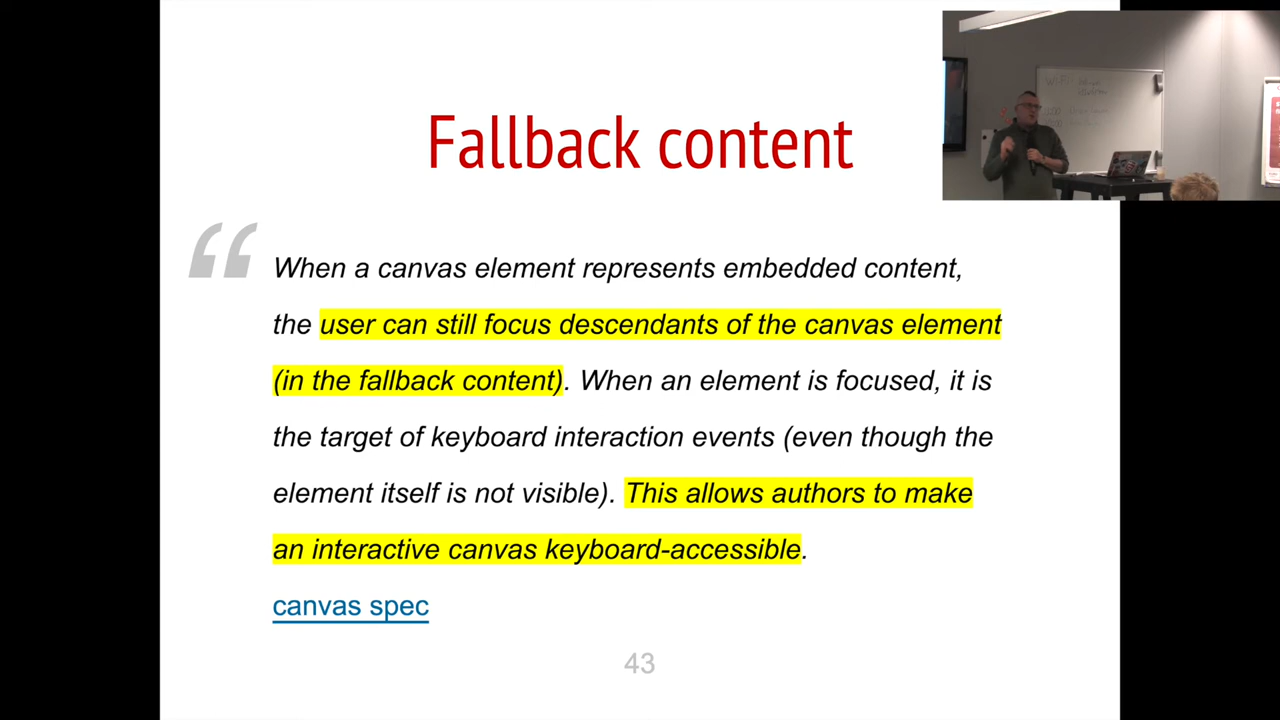 Fallback content
“
When a canvas element represents embedded content,
the user can still focus descendants of the canvas element
(in the fallback content). When an element is focused, it is
the target of keyboard interaction events (even though the
element itself is not visible). This allows authors to make
an interactive canvas keyboard-accessible.
canvas spec
43